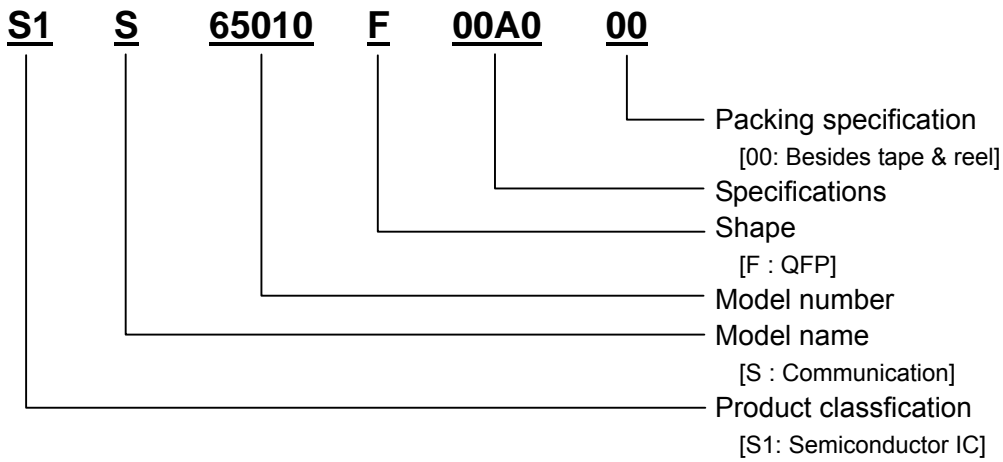 S1 S 65010 F 00A0 00
Packing specification
[00: Besides tape & reel]
Specifications
Shape
[F : QFP]
Model number
Model name
[S : Communication]
Product classfication
[S1: Semiconductor IC]